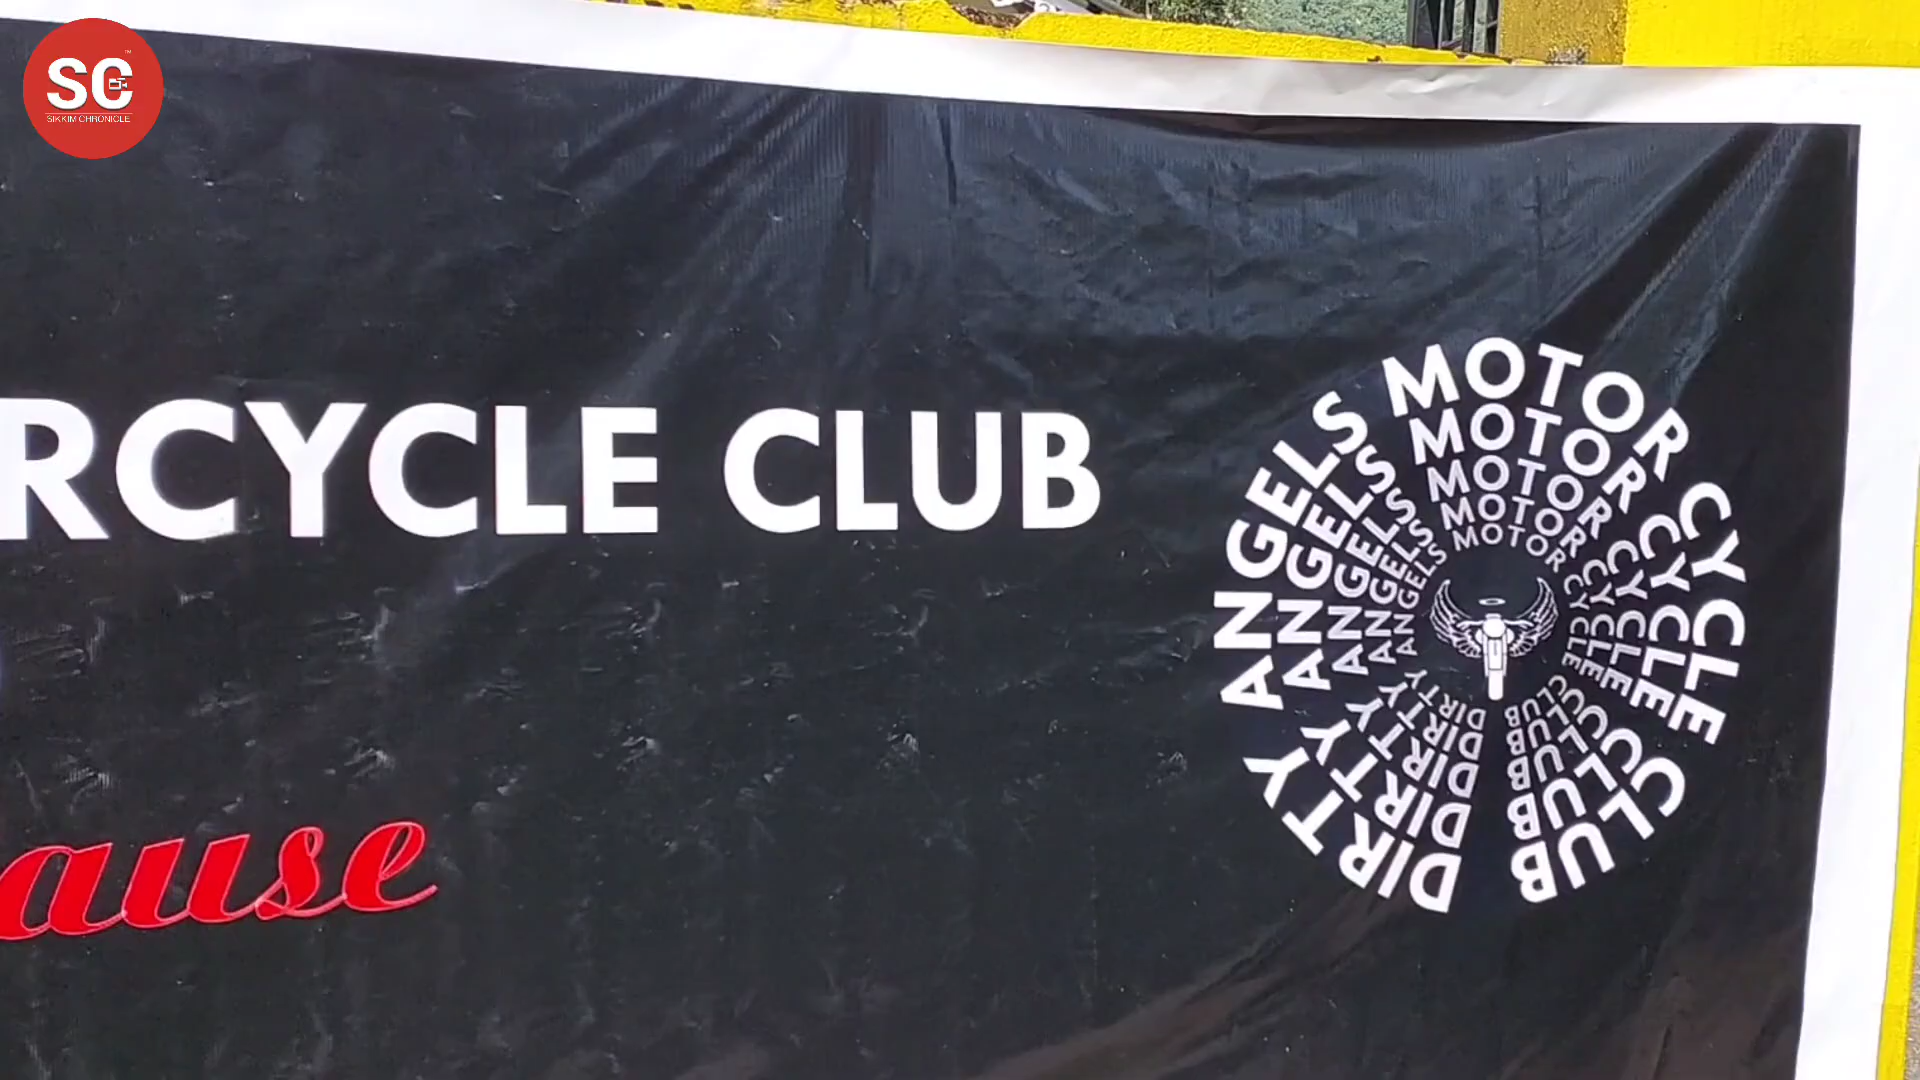 SC
SIKKIM CHRONICLE
RCYCLE CLUB
ause
DIRTY ANGELS MOTOR CYCLE CLUB
DIRTY ANGELS MOTOR CYCLE CLUB
DIRTY ANGELS MOTOR CYCLE CLUB
DIRTY ANGELS MOTOR CYCLE CLUB
DIRTY ANGELS MOTOR CYCLE CLUB